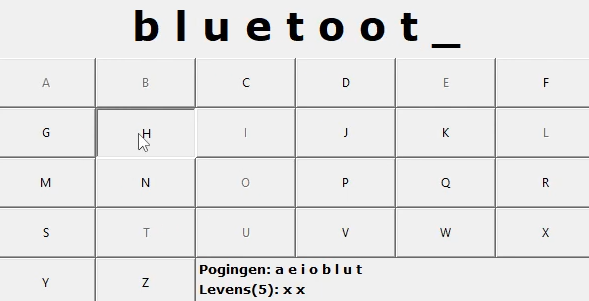 b l u e t o o t _
A B C D E F
G H I J K L
M N O P Q R
S T U V W X
Y Z
Pogingen: a e i o b l u t
Levens(5): x x